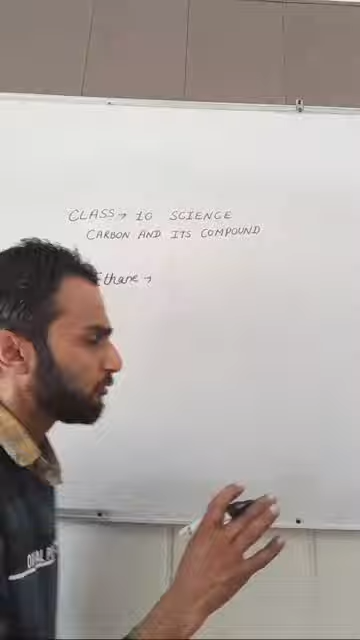 CLASS → 10 SCIENCE
CARBON AND ITS COMPOUND
Ethane →